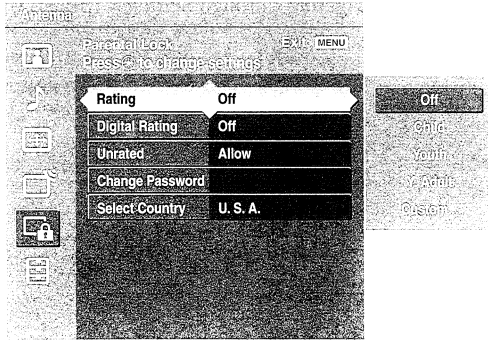 Antenna
Parental Lock
Exit: MENU
Press ⊕ to change settings
Rating Off
Digital Rating Off
Unrated Allow
Change Password
Select Country U. S. A.
Off
Child
Youth
Y. Adult
Custom